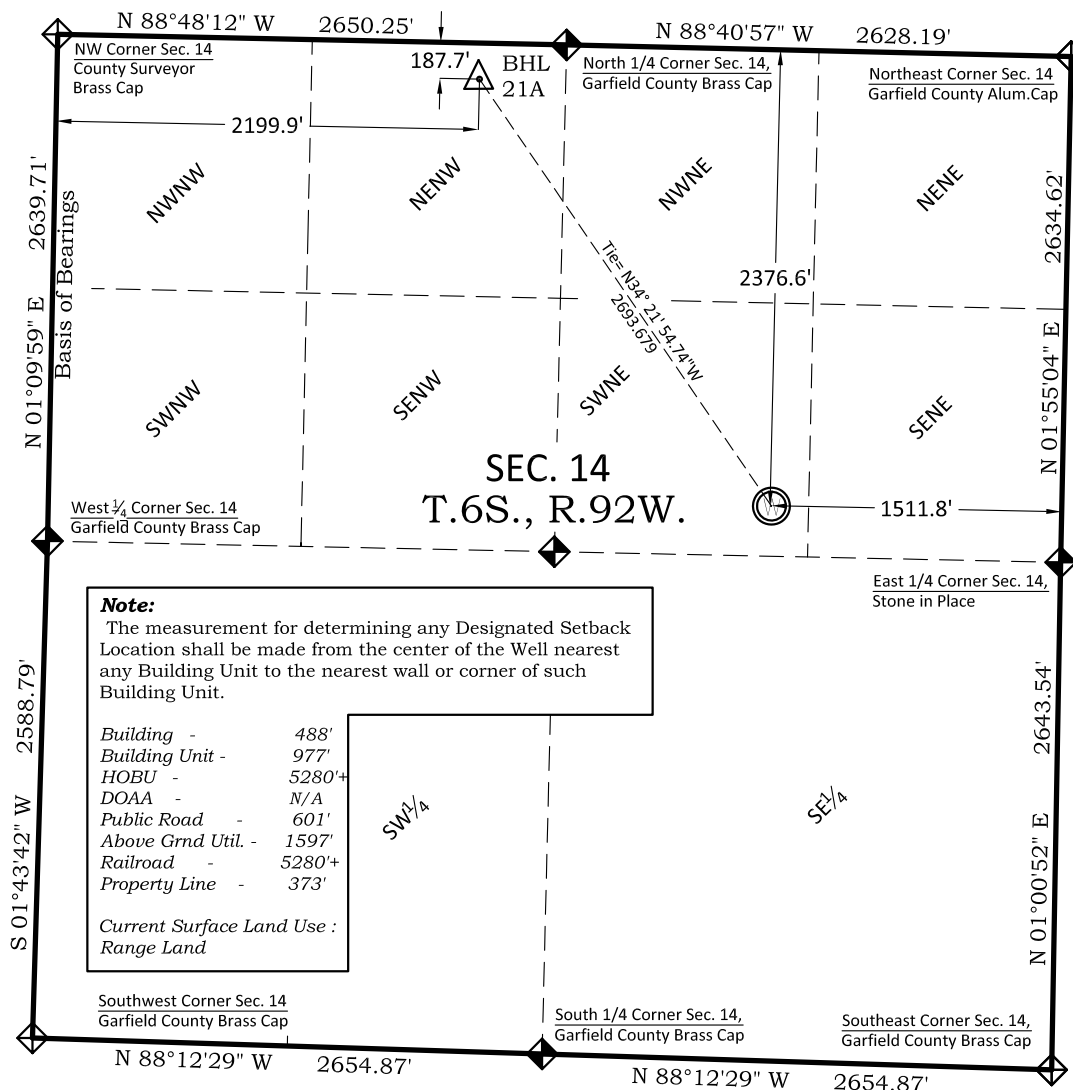 N 88°48'12" W 2650.25'
N 88°40'57" W 2628.19'
NW Corner Sec. 14
County Surveyor
Brass Cap
187.7'
BHL
21A
North 1/4 Corner Sec. 14,
Garfield County Brass Cap
Northeast Corner Sec. 14
Garfield County Alum.Cap
2199.9'
N 01°09'59" E 2639.71'
Basis of Bearings
NWNW
NENW
NWNE
NENE
N 01°55'04" E 2634.62'
Tie= N34° 21' 54.74"W
2693.679
2376.6'
SWNW
SENW
SWNE
SENE
SEC. 14
T.6S., R.92W.
1511.8'
West 1/4 Corner Sec. 14
Garfield County Brass Cap
East 1/4 Corner Sec. 14,
Stone in Place
Note:
The measurement for determining any Designated Setback
Location shall be made from the center of the Well nearest
any Building Unit to the nearest wall or corner of such
Building Unit.
Building - 488'
Building Unit - 977'
HOBU - 5280'+
DOAA - N/A
Public Road - 601'
Above Grnd Util. - 1597'
Railroad - 5280'+
Property Line - 373'
Current Surface Land Use :
Range Land
S 01°43'42" W 2588.79'
SW1/4
SE1/4
N 01°00'52" E 2643.54'
Southwest Corner Sec. 14
Garfield County Brass Cap
South 1/4 Corner Sec. 14,
Garfield County Brass Cap
Southeast Corner Sec. 14,
Garfield County Brass Cap
N 88°12'29" W 2654.87'
N 88°12'29" W 2654.87'